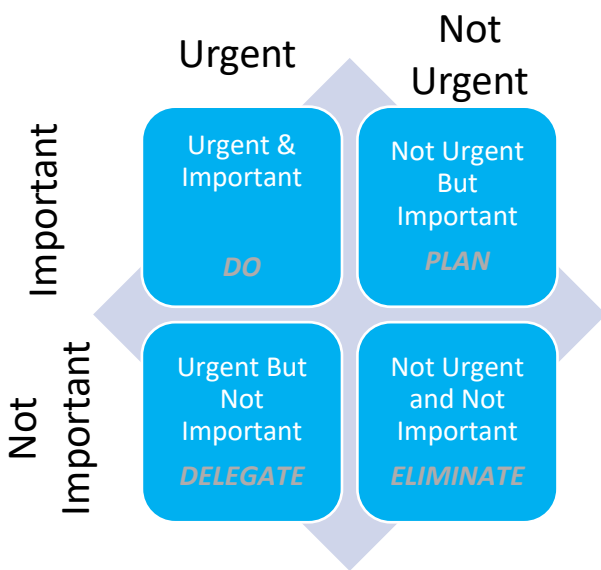 Urgent
Not
Urgent
Important
Urgent &
Important
DO
Not Urgent
But
Important
PLAN
Not
Important
Urgent But
Not
Important
DELEGATE
Not Urgent
and Not
Important
ELIMINATE